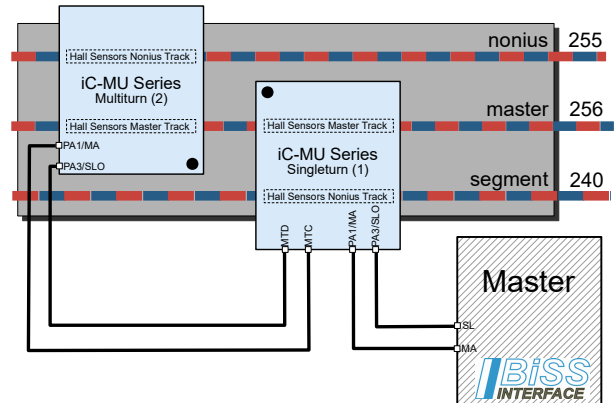 nonius 255
Hall Sensors Nonius Track
iC-MU Series
Multiturn (2)
Hall Sensors Master Track
PA1/MA
PA3/SLO
master 256
Hall Sensors Master Track
iC-MU Series
Singleturn (1)
segment 240
Hall Sensors Nonius Track
MTD
MTC
PA1/MA
PA3/SLO
Master
SL
MA
BiSS
INTERFACE